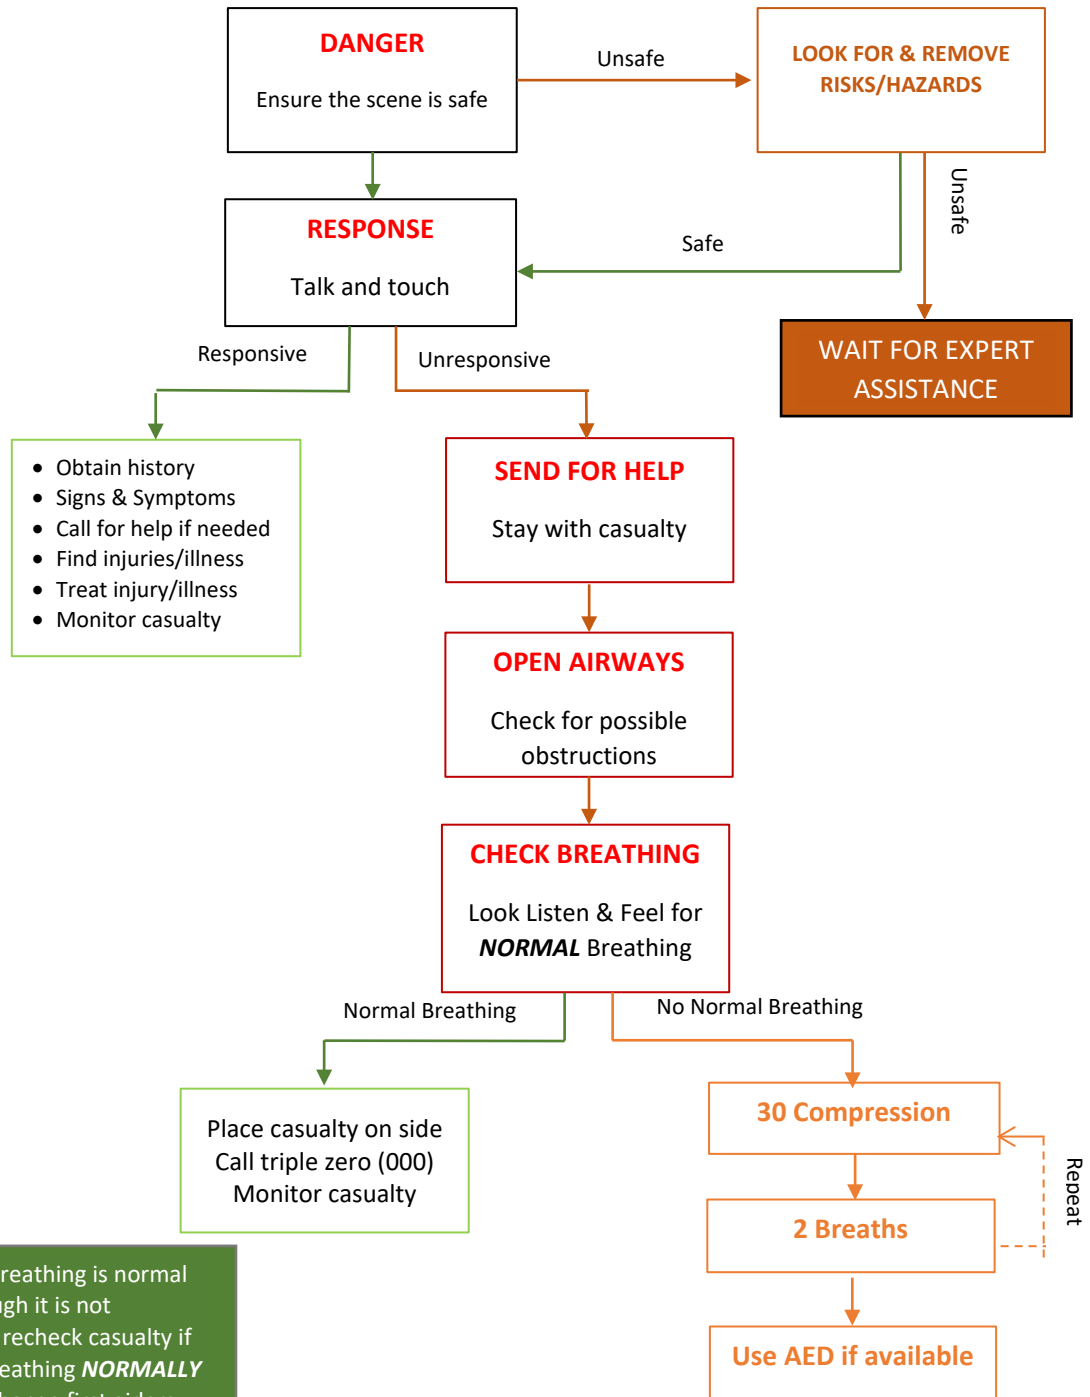 DANGER
Ensure the scene is safe
Unsafe
LOOK FOR & REMOVE
RISKS/HAZARDS
Unsafe
RESPONSE
Talk and touch
Safe
WAIT FOR EXPERT
ASSISTANCE
Responsive
Unresponsive
• Obtain history
• Signs & Symptoms
• Call for help if needed
• Find injuries/illness
• Treat injury/illness
• Monitor casualty
SEND FOR HELP
Stay with casualty
OPEN AIRWAYS
Check for possible
obstructions
CHECK BREATHING
Look Listen & Feel for
NORMAL Breathing
Normal Breathing
No Normal Breathing
Place casualty on side
Call triple zero (000)
Monitor casualty
30 Compression
Repeat
2 Breaths
Use AED if available
reathing is normal
ugh it is not
recheck casualty if
eathing NORMALLY